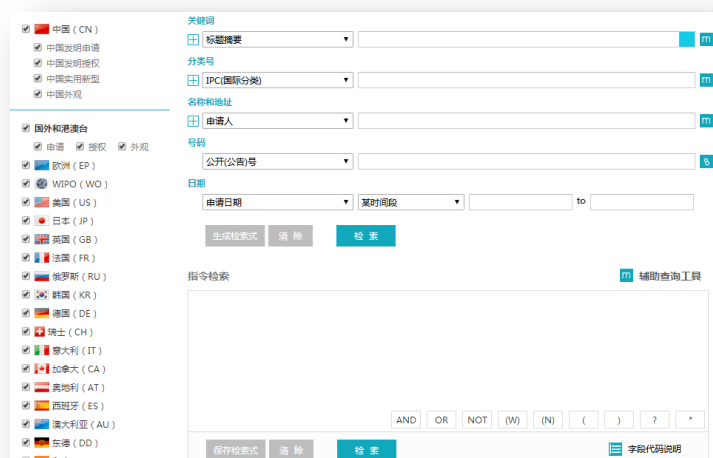 中国 ( CN )
中国发明申请
中国发明授权
中国实用新型
中国外观
国外和港澳台
申请 授权 外观
欧洲 ( EP )
WIPO ( WO )
美国 ( US )
日本 ( JP )
英国 ( GB )
法国 ( FR )
俄罗斯 ( RU )
韩国 ( KR )
德国 ( DE )
瑞士 ( CH )
意大利 ( IT )
加拿大 ( CA )
奥地利 ( AT )
西班牙 ( ES )
澳大利亚 ( AU )
东德 ( DD )
关键词
标题摘要 m
分类号
IPC(国际分类) m
名称和地址
申请人 m
号码
公开(公告)号
日期
申请日期 某时间段 to
生成检索式 清 除 检 索
指令检索 m 辅助查询工具
AND OR NOT (W) (N) ( ) ? *
保存检索式 清 除 检 索 字段代码说明